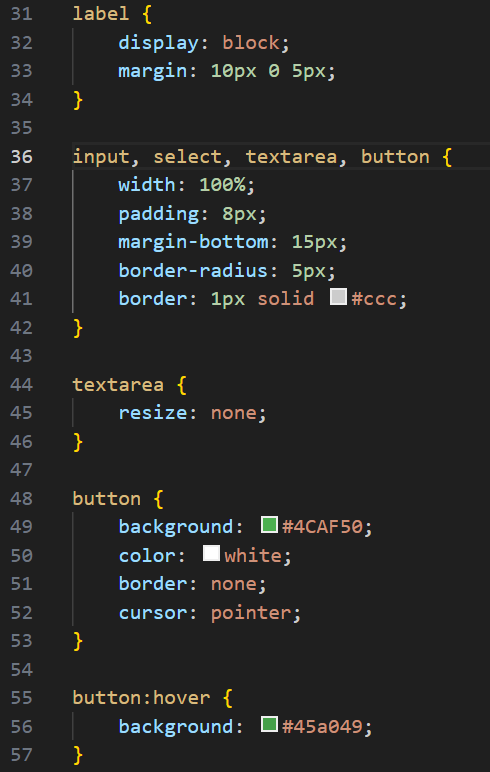 31 label {
32     display: block;
33     margin: 10px 0 5px;
34 }
35
36 input, select, textarea, button {
37     width: 100%;
38     padding: 8px;
39     margin-bottom: 15px;
40     border-radius: 5px;
41     border: 1px solid #ccc;
42 }
43
44 textarea {
45     resize: none;
46 }
47
48 button {
49     background: #4CAF50;
50     color: white;
51     border: none;
52     cursor: pointer;
53 }
54
55 button:hover {
56     background: #45a049;
57 }